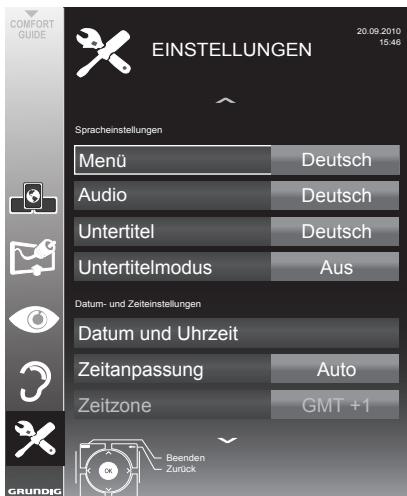 COMFORT
GUIDE
EINSTELLUNGEN
20.09.2010
15:46
Spracheinstellungen
Menü Deutsch
Audio Deutsch
Untertitel Deutsch
Untertitelmodus Aus
Datum- und Zeiteinstellungen
Datum und Uhrzeit
Zeitanpassung Auto
Zeitzone GMT +1
OK
Beenden
Zurück
GRUNDIG